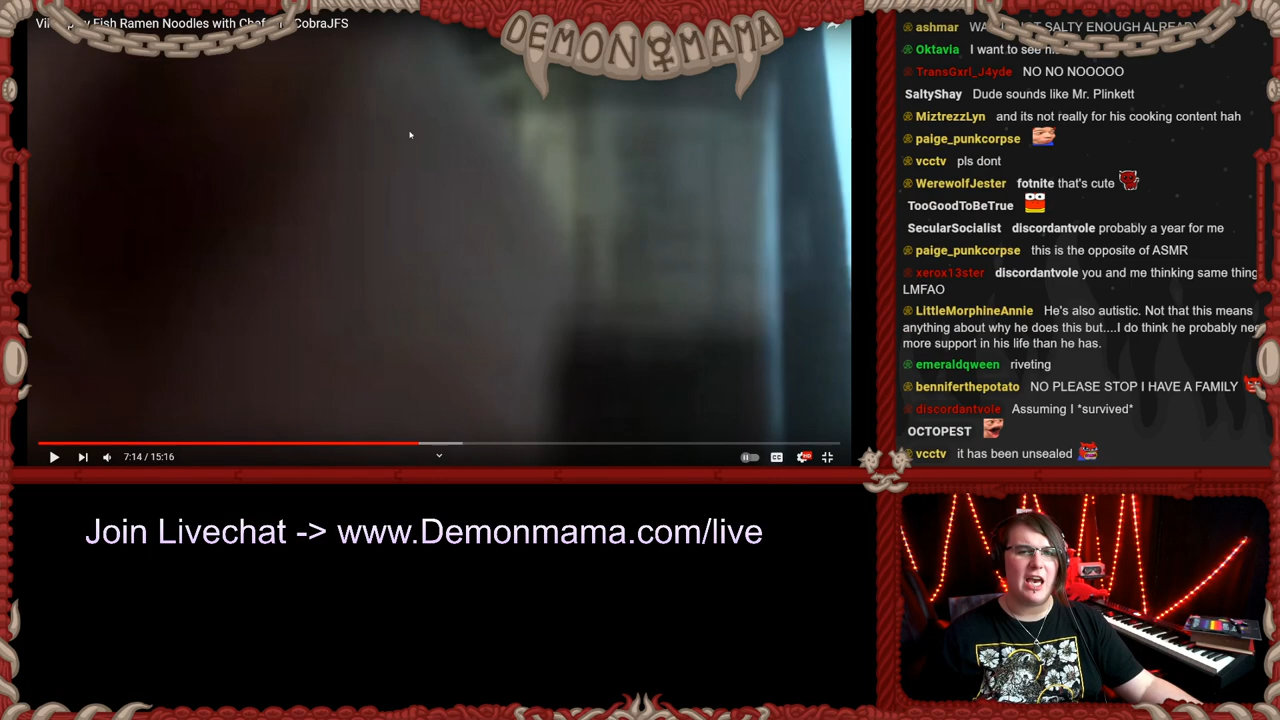 Fish Ramen Noodles with Chef CobraJFS
DEMON MAMA
7:14 / 15:16
CC
HD
Join Livechat -> www.Demonmama.com/live
ashmar SALTY ENOUGH ALREADY
Oktavia I want to see
TransGxrl_J4yde NO NO NOOOOO
SaltyShay Dude sounds like Mr. Plinkett
MiztrezzLyn and its not really for his cooking content hah
paige_punkcorpse
vcctv pls dont
WerewolfJester fotnite that's cute
TooGoodToBeTrue
SecularSocialist discordantvole probably a year for me
paige_punkcorpse this is the opposite of ASMR
xerox13ster discordantvole you and me thinking same thing
LMFAO
LittleMorphineAnnie He's also autistic. Not that this means
anything about why he does this but....I do think he probably
more support in his life than he has.
emeraldqween riveting
benniferthepotato NO PLEASE STOP I HAVE A FAMILY
discordantvole Assuming I *survived*
OCTOPEST
vcctv it has been unsealed